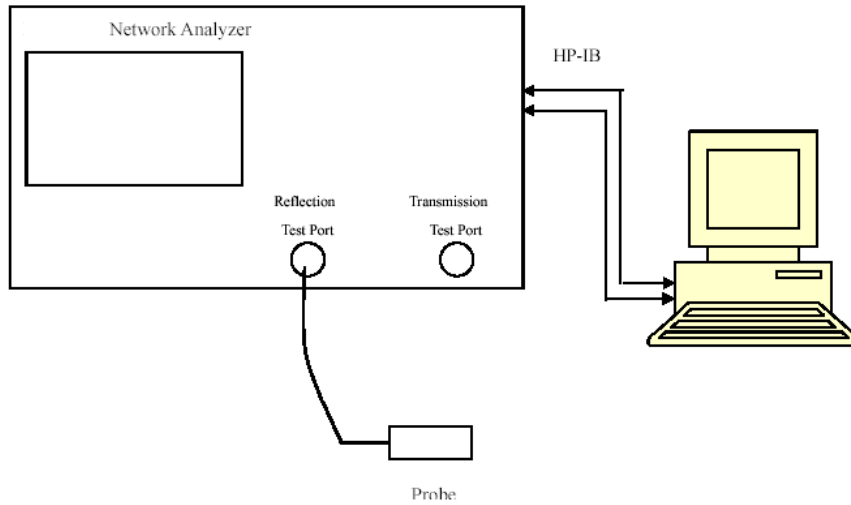 Network Analyzer
HP-IB
Reflection
Test Port
Transmission
Test Port
Probe